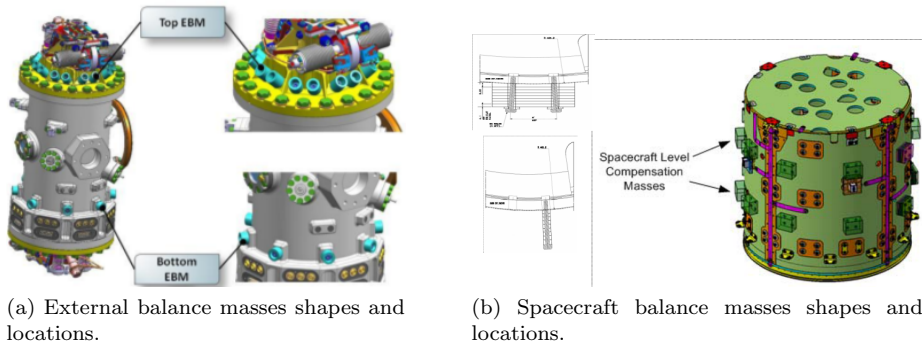 Top EBM
Bottom
EBM
Spacecraft Level
Compensation
Masses
(a) External balance masses shapes and
locations.
(b) Spacecraft balance masses shapes and
locations.